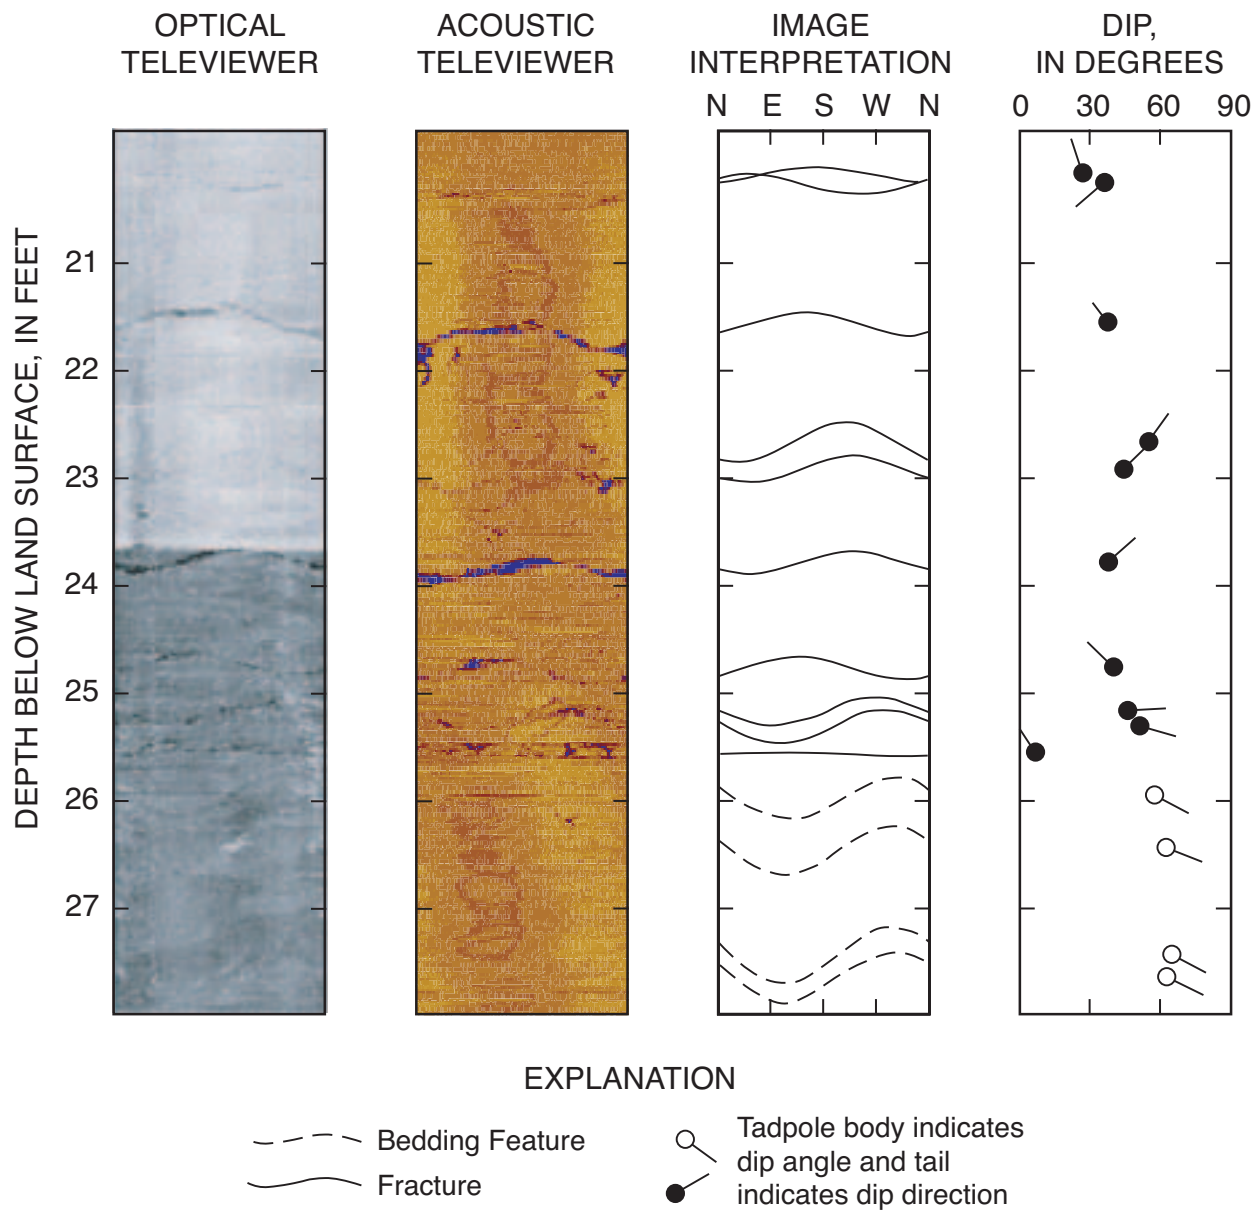 OPTICAL
TELEVIEWER
ACOUSTIC
TELEVIEWER
IMAGE
INTERPRETATION
DIP,
IN DEGREES
N E S W N
0 30 60 90
DEPTH BELOW LAND SURFACE, IN FEET
21
22
23
24
25
26
27
EXPLANATION
Bedding Feature
Fracture
Tadpole body indicates
dip angle and tail
indicates dip direction